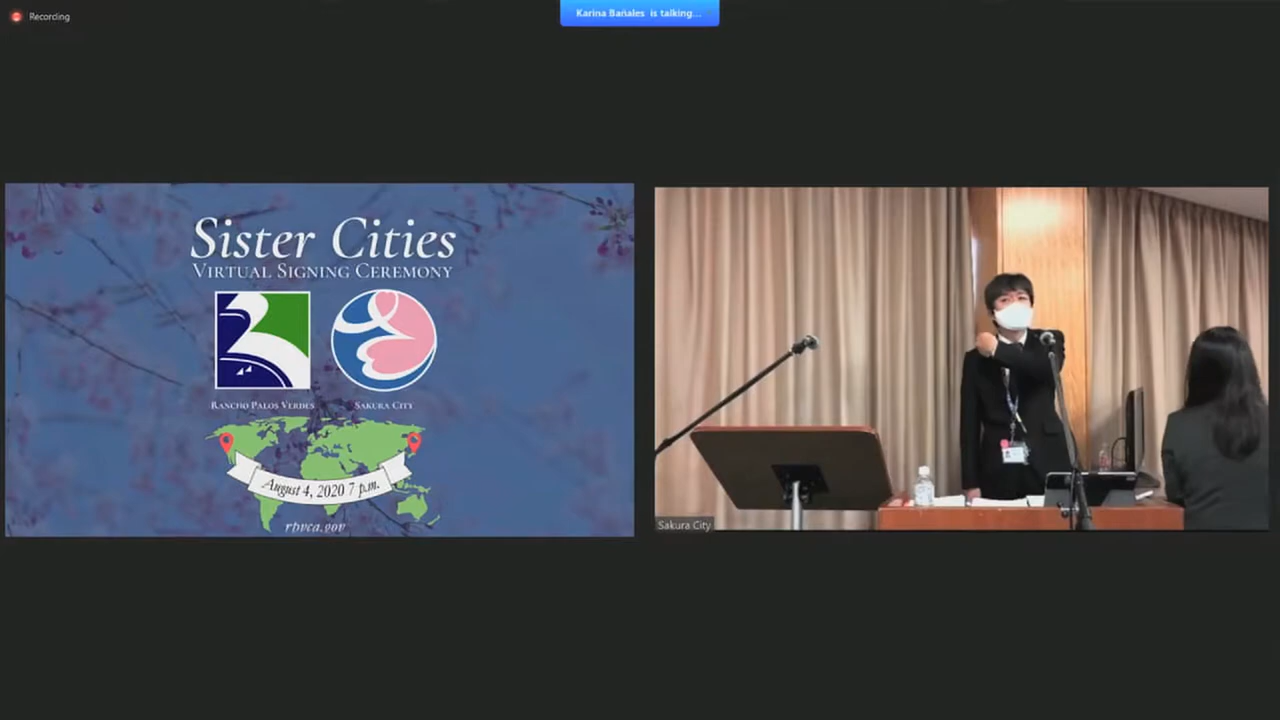 Recording
Karina Bañales is talking...
Sister Cities
VIRTUAL SIGNING CEREMONY
RANCHO PALOS VERDES
SAKURA CITY
August 4, 2020 7 p.m.
rpvca.gov
Sakura City